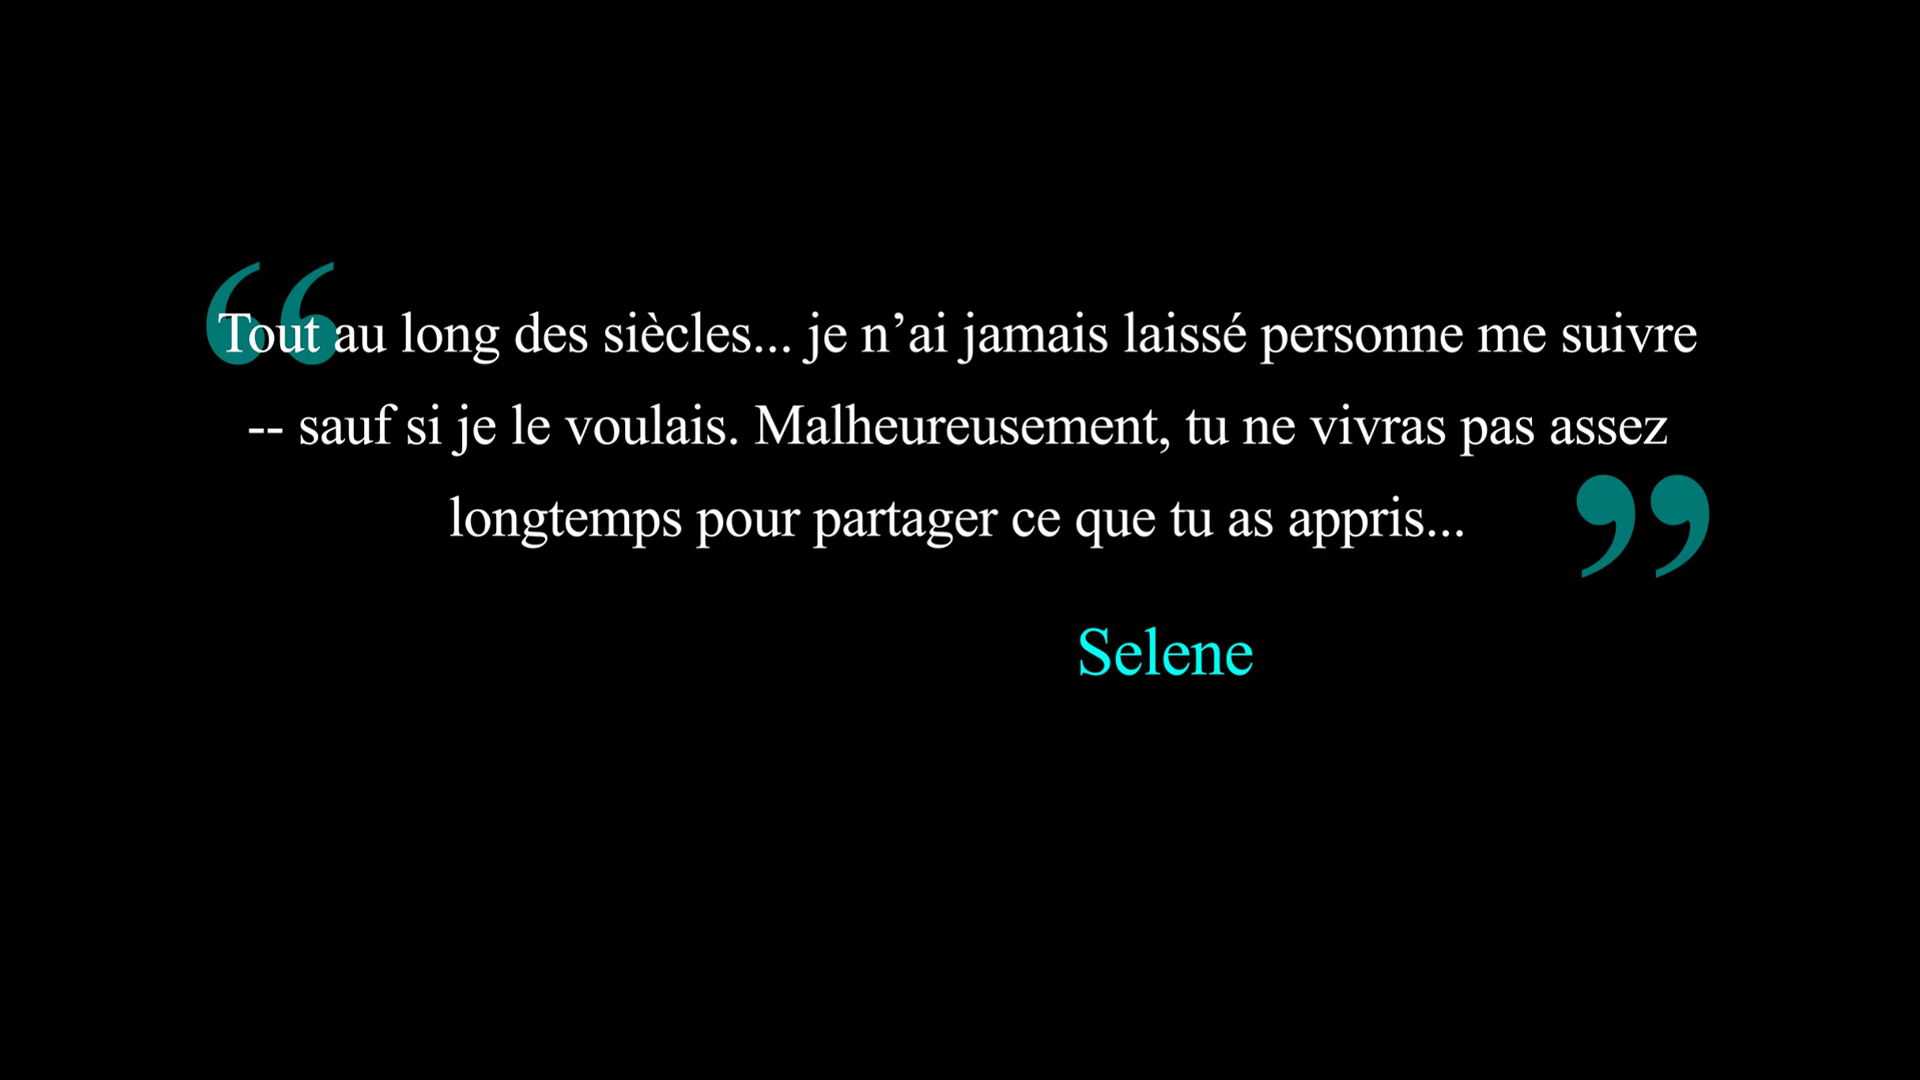 “Tout au long des siècles... je n’ai jamais laissé personne me suivre
-- sauf si je le voulais. Malheureusement, tu ne vivras pas assez
longtemps pour partager ce que tu as appris...”
Selene